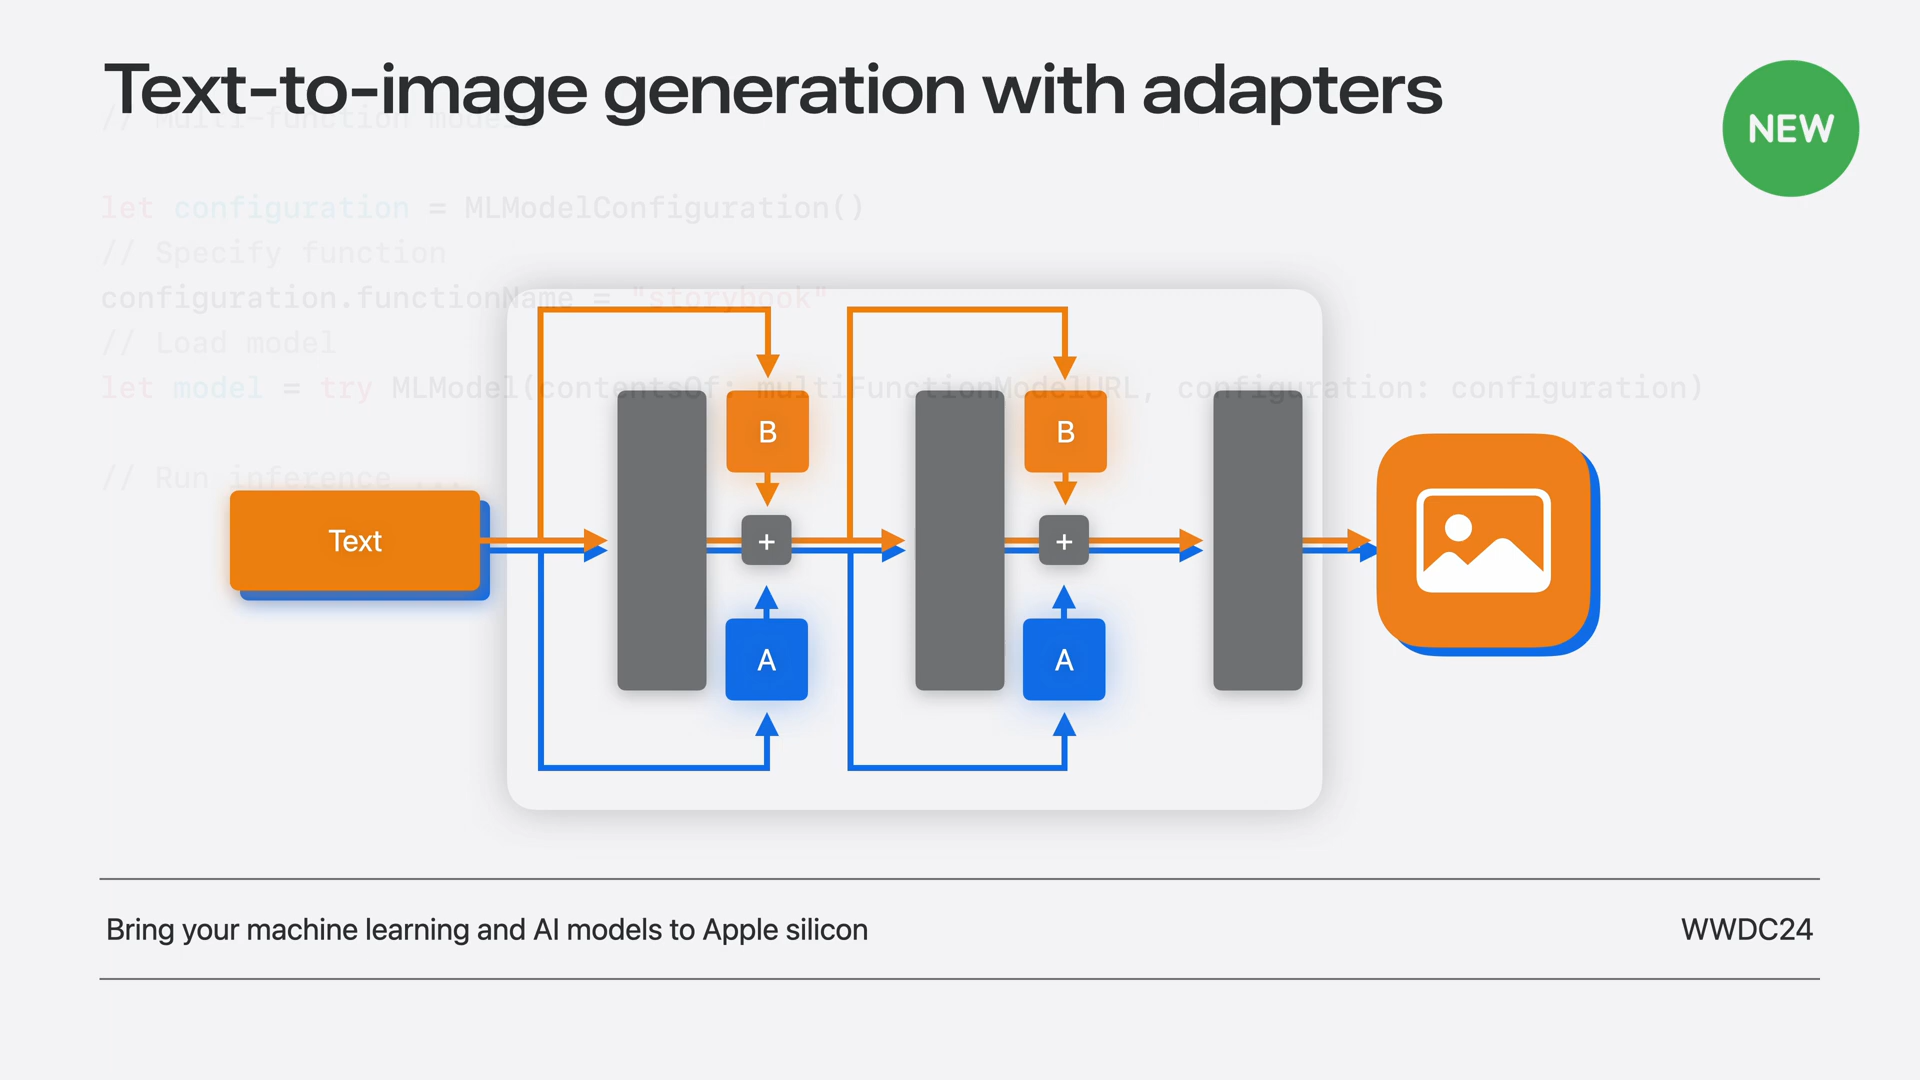 Text-to-image generation with adapters
NEW
// Multi-function model
let configuration = MLModelConfiguration()
// Specify function
configuration.functionName = "storybook"
// Load model
let model = try MLModel(contentsOf: multiFunctionModelURL, configuration: configuration)
// Run inference ...
B
B
Text
+
+
A
A
Bring your machine learning and AI models to Apple silicon
WWDC24